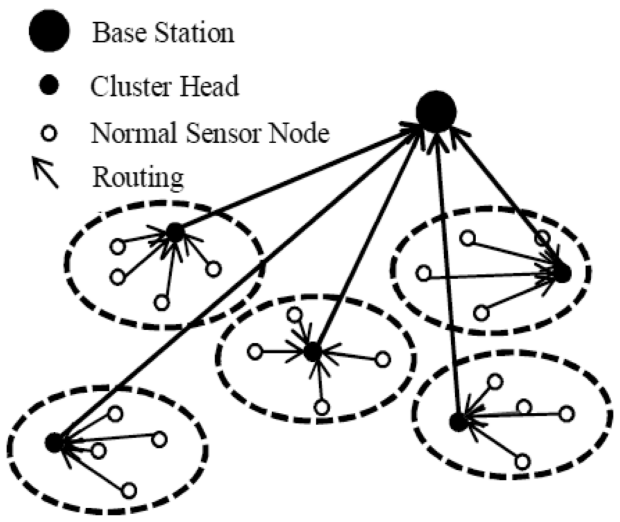 Base Station
Cluster Head
Normal Sensor Node
Routing